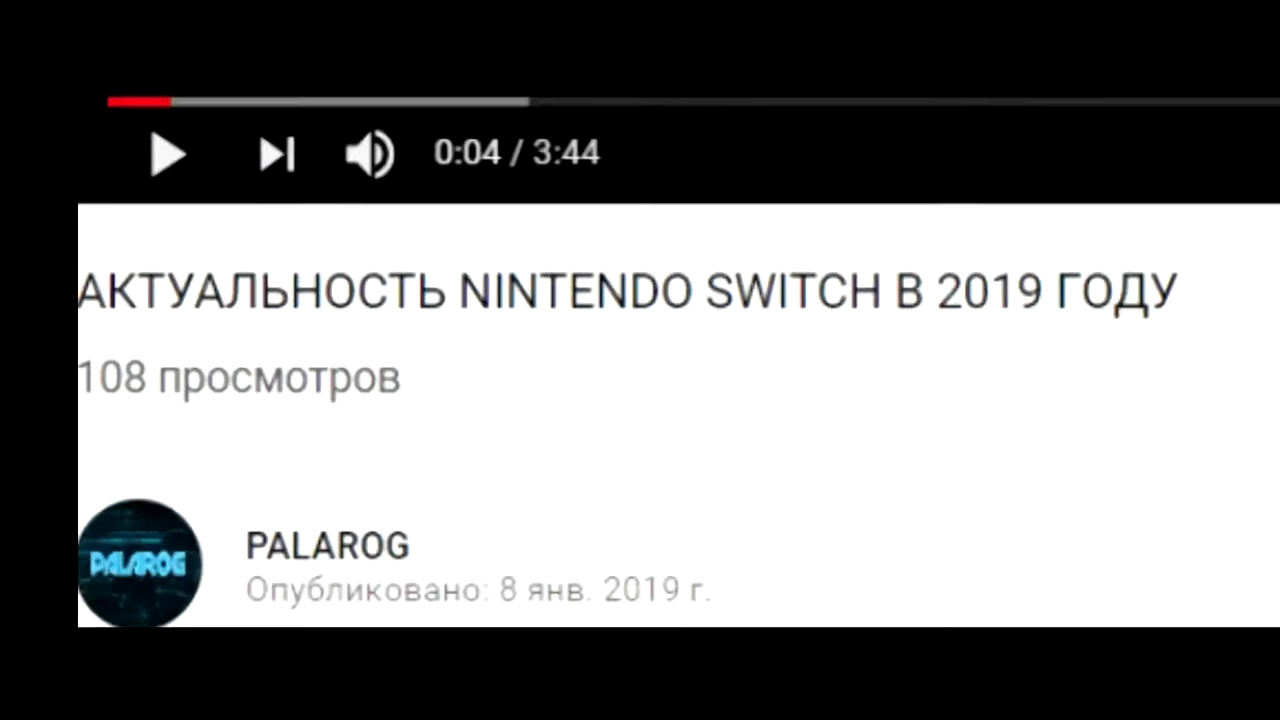 0:04 / 3:44
АКТУАЛЬНОСТЬ NINTENDO SWITCH В 2019 ГОДУ
108 просмотров
PALAROG
PALAROG
Опубликовано: 8 янв. 2019 г.